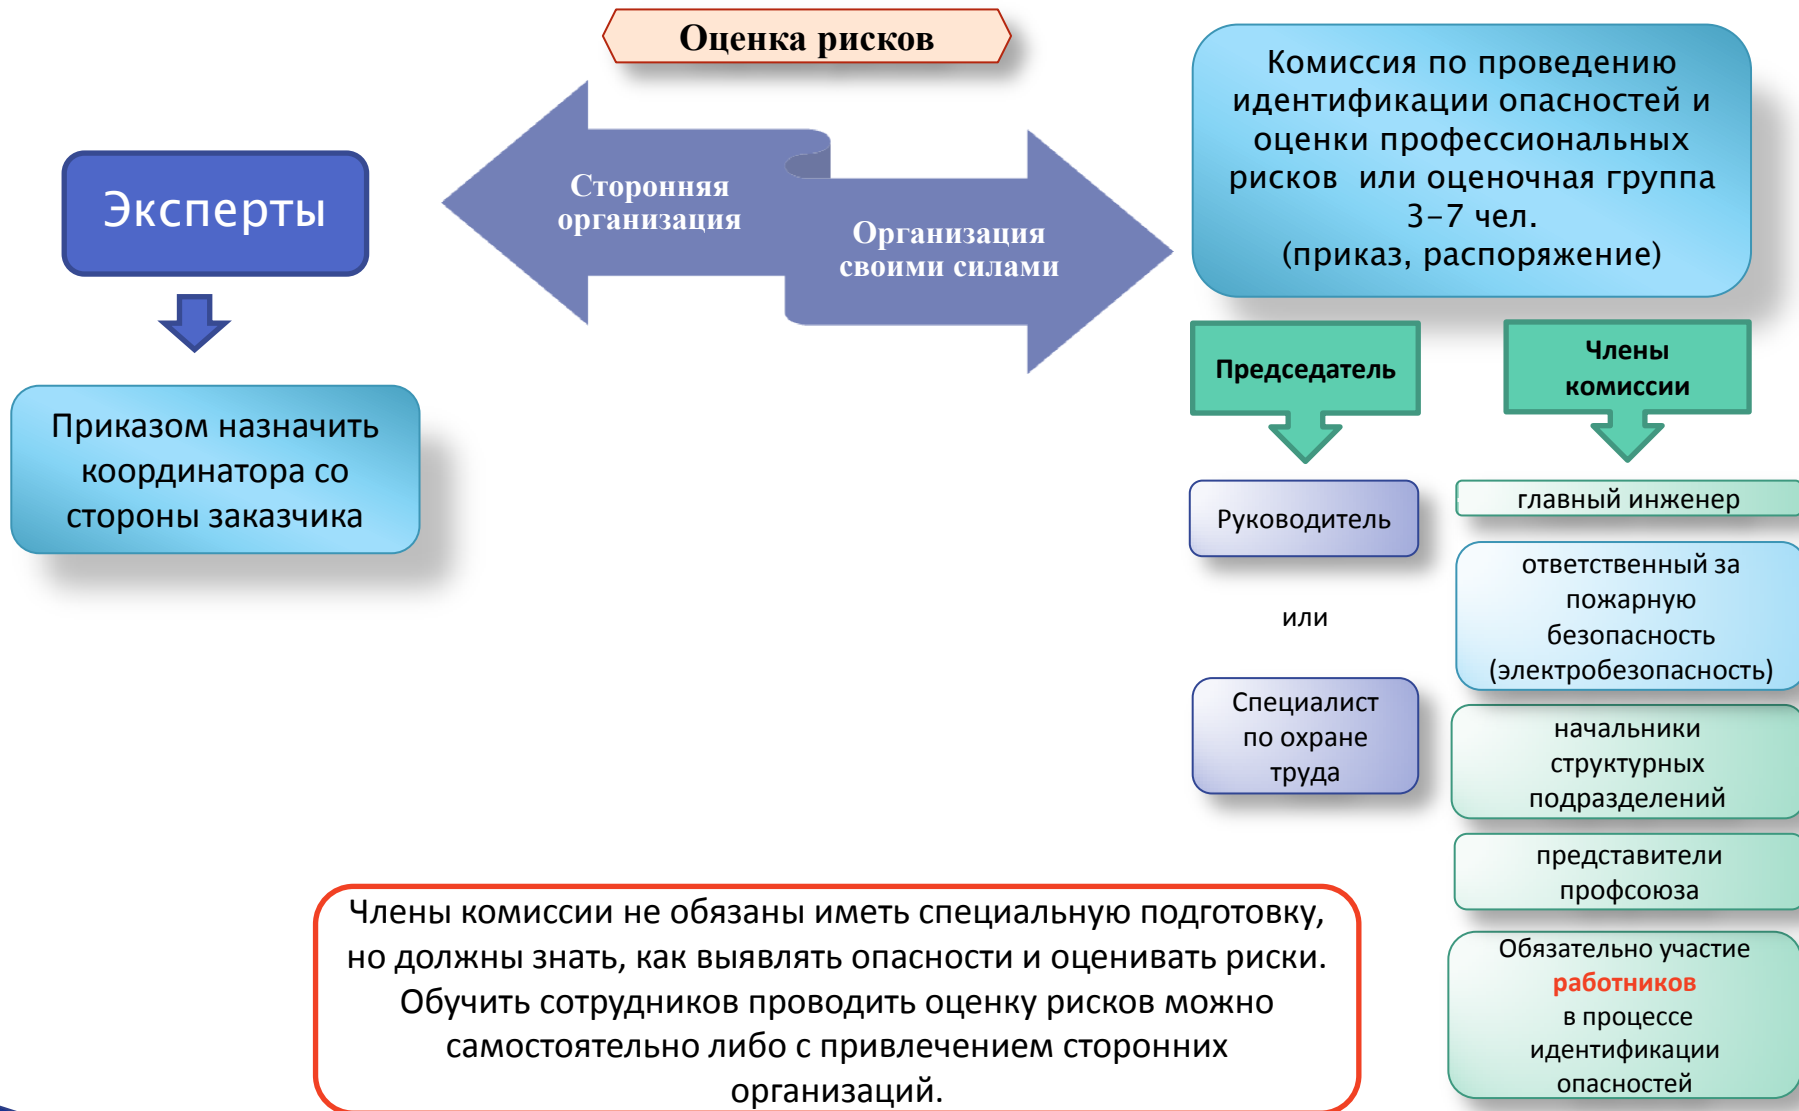 Оценка рисков
Эксперты
Приказом назначить
координатора со
стороны заказчика
Сторонняя
организация
Организация
своими силами
Комиссия по проведению
идентификации опасностей и
оценки профессиональных
рисков или оценочная группа
3–7 чел.
(приказ, распоряжение)
Председатель
Руководитель
или
Специалист
по охране
труда
Члены
комиссии
главный инженер
ответственный за
пожарную
безопасность
(электробезопасность)
начальники
структурных
подразделений
представители
профсоюза
Обязательно участие
работников
в процессе
идентификации
опасностей
Члены комиссии не обязаны иметь специальную подготовку,
но должны знать, как выявлять опасности и оценивать риски.
Обучить сотрудников проводить оценку рисков можно
самостоятельно либо с привлечением сторонних
организаций.